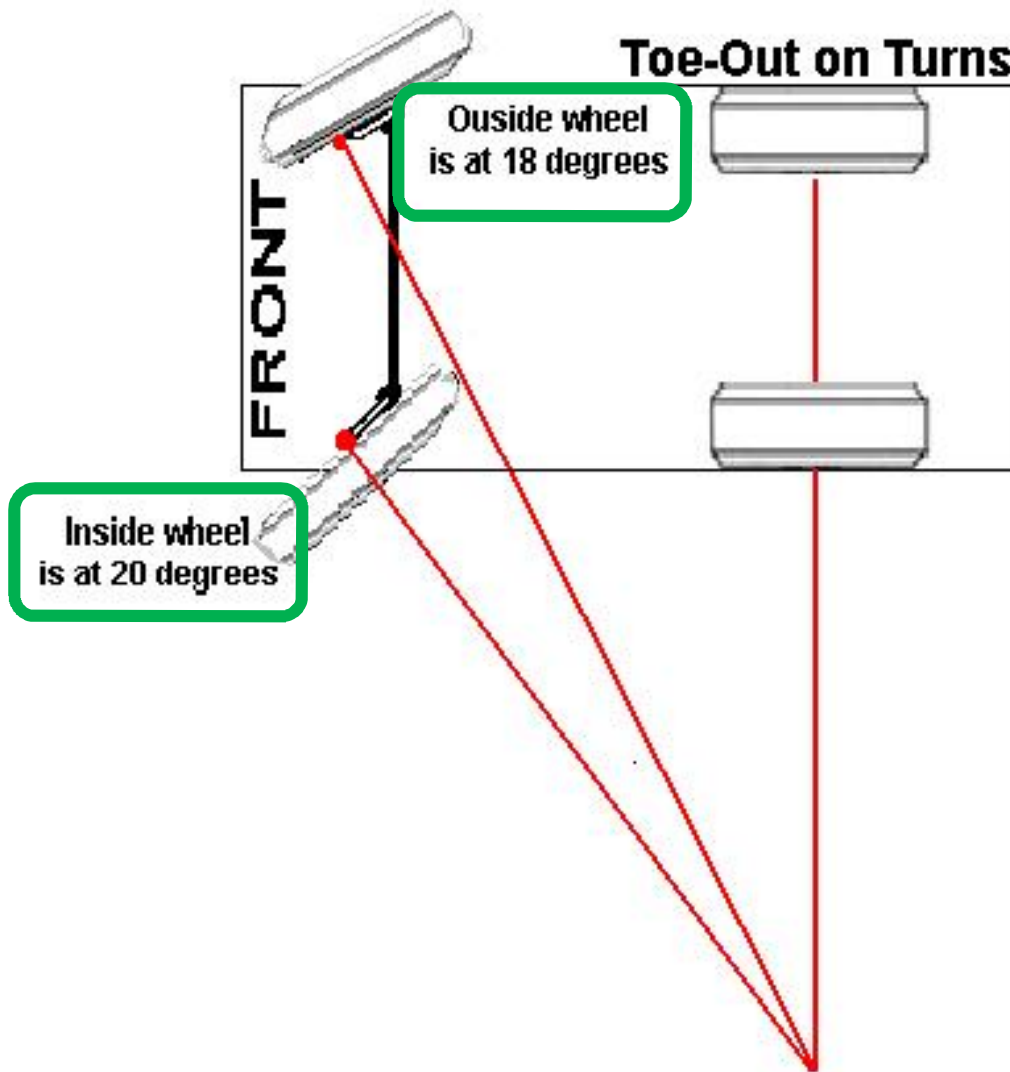 Toe-Out on Turns
Ouside wheel
is at 18 degrees
FRONT
Inside wheel
is at 20 degrees